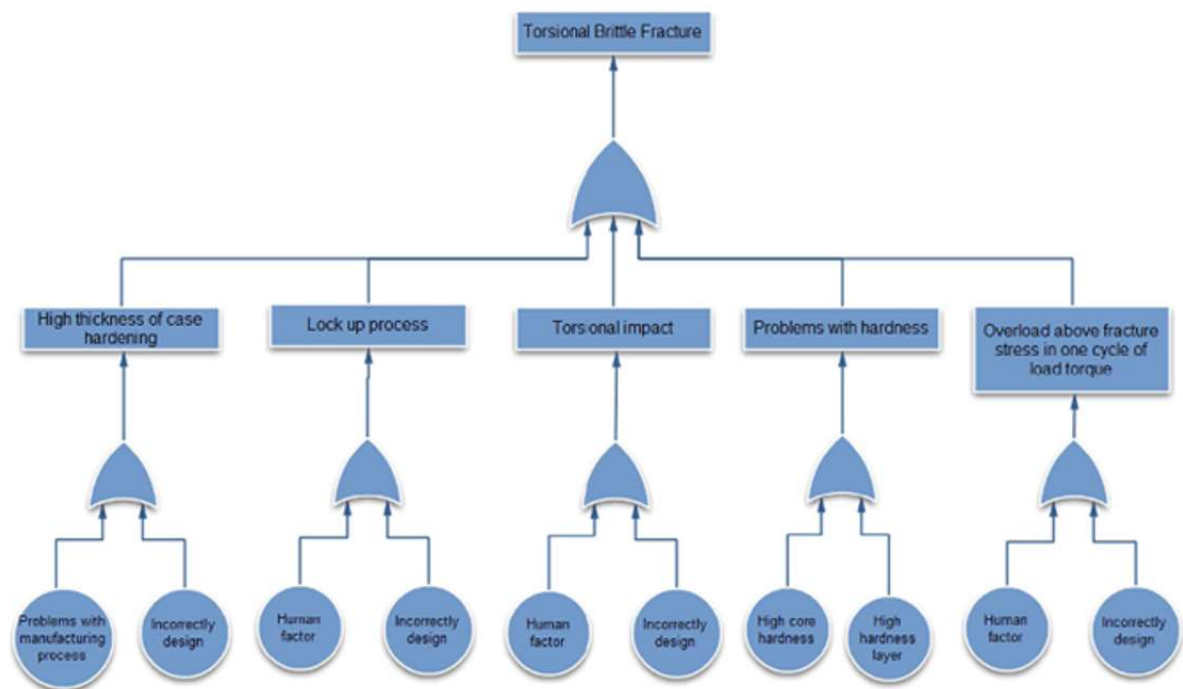 Torsional Brittle Fracture
High thickness of case
hardening
Lock up process
Torsional impact
Problems with hardness
Overload above fracture
stress in one cycle of
load torque
Problems with
manufacturing
process
Incorrectly
design
Human
factor
Incorrectly
design
Human
factor
Incorrectly
design
High core
hardness
High
hardness
layer
Human
factor
Incorrectly
design